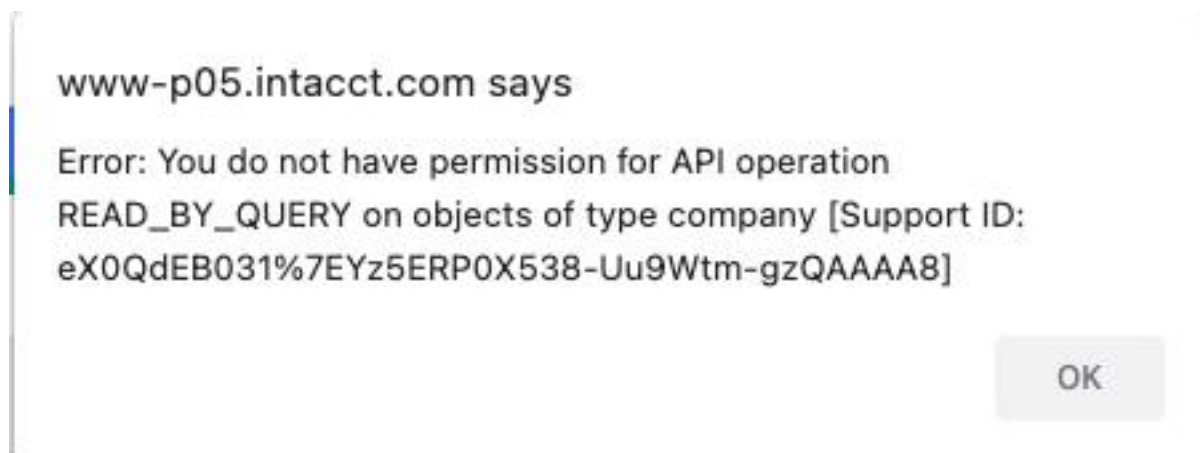 www-p05.intacct.com says
Error: You do not have permission for API operation
READ_BY_QUERY on objects of type company [Support ID:
eX0QdEB031%7EYz5ERP0X538-Uu9Wtm-gzQAAAA8]
OK